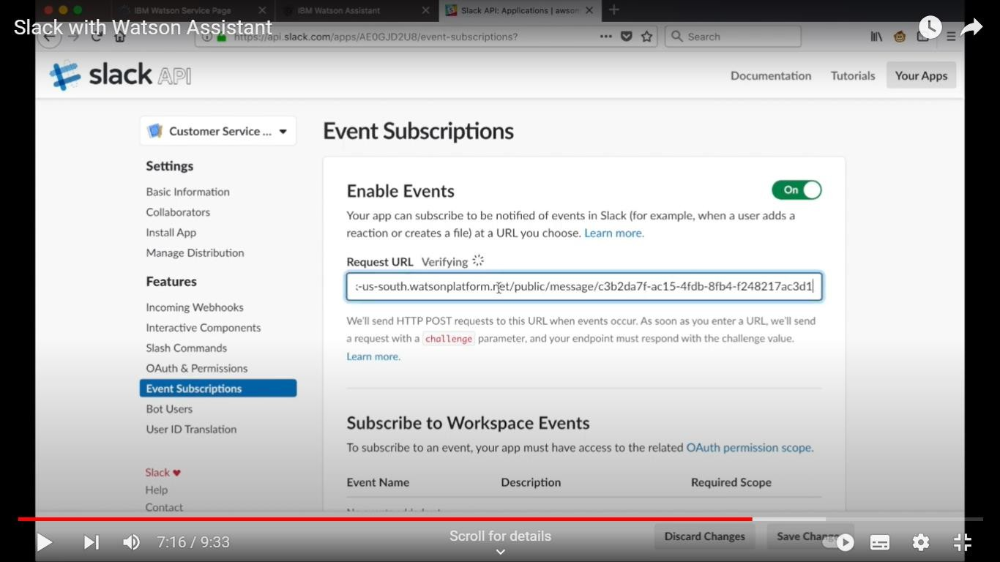 IBM Watson Service Page
IBM Watson Assistant
Slack API: Applications | awson
Slack with Watson Assistant
https://api.slack.com/apps/AE0GJD2U8/event-subscriptions?
Search
slack API
Documentation
Tutorials
Your Apps
Customer Service ...
Event Subscriptions
Settings
Basic Information
Collaborators
Install App
Manage Distribution
Features
Incoming Webhooks
Interactive Components
Slash Commands
OAuth & Permissions
Event Subscriptions
Bot Users
User ID Translation
Slack ♥
Help
Contact
Enable Events
On
Your app can subscribe to be notified of events in Slack (for example, when a user adds a
reaction or creates a file) at a URL you choose. Learn more.
Request URL Verifying
-us-south.watsonplatform.net/public/message/c3b2da7f-ac15-4fdb-8fb4-f248217ac3d1
We'll send HTTP POST requests to this URL when events occur. As soon as you enter a URL, we'll send
a request with a challenge parameter, and your endpoint must respond with the challenge value.
Learn more.
Subscribe to Workspace Events
To subscribe to an event, your app must have access to the related OAuth permission scope.
Event Name
Description
Required Scope
7:16 / 9:33
Scroll for details
Discard Changes
Save Change